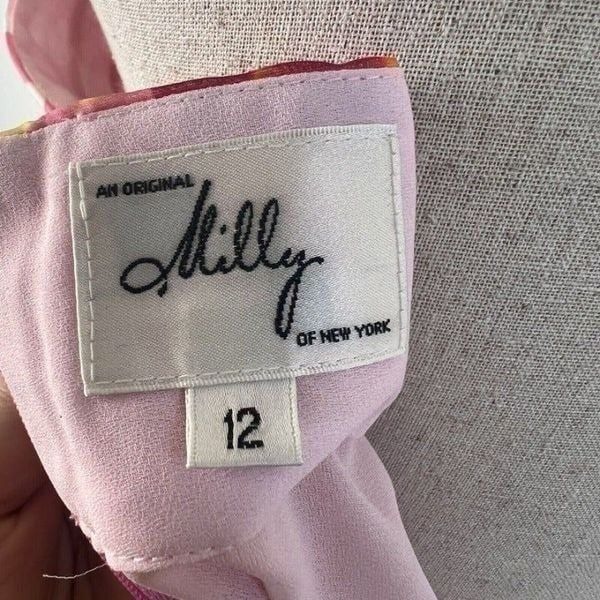 AN ORIGINAL
Milly
OF NEW YORK
12